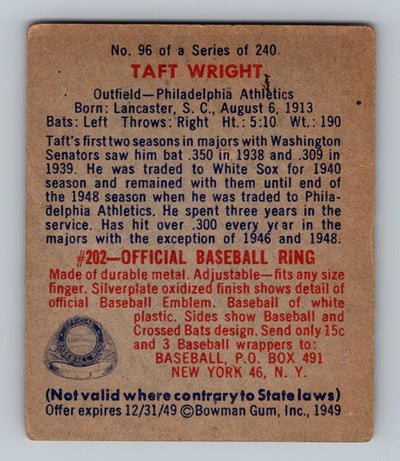 No. 96 of a Series of 240
TAFT WRIGHT
Outfield—Philadelphia Athletics
Born: Lancaster, S. C., August 6, 1913
Bats: Left Throws: Right Ht.: 5:10 Wt.: 190
Taft's first two seasons in majors with Washington
Senators saw him bat .350 in 1938 and .309 in
1939. He was traded to White Sox for 1940
season and remained with them until end of
the 1948 season when he was traded to Phila-
delphia Athletics. He spent three years in the
service. Has hit over .300 every year in the
majors with the exception of 1946 and 1948.
#202—OFFICIAL BASEBALL RING
Made of durable metal. Adjustable—fits any size
finger. Silverplate oxidized finish shows detail of
official Baseball Emblem. Baseball of white
plastic. Sides show Baseball and
Crossed Bats design. Send only 15c
and 3 Baseball wrappers to:
BASEBALL, P.O. BOX 491
NEW YORK 46, N. Y.
OFFICIAL
BASEBALL RING
(Not valid where contrary to State laws)
Offer expires 12/31/49 ©Bowman Gum, Inc., 1949